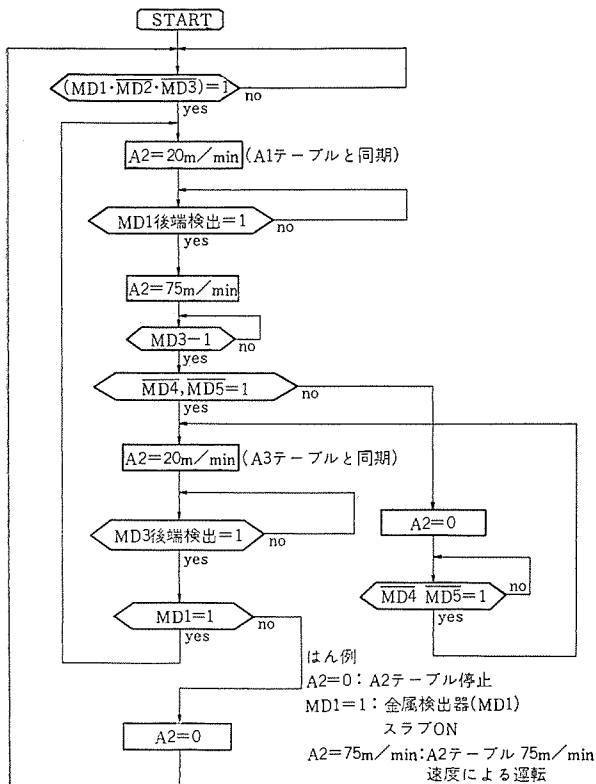 START
(MD1・M̅D̅2̅・M̅D̅3̅)=1
no
yes
A2=20m/min(A1テーブルと同期)
MD1後端検出=1
no
yes
A2=75m/min
MD3-1
no
yes
M̅D̅4̅,M̅D̅5̅=1
no
yes
A2=20m/min(A3テーブルと同期)
A2=0
MD3後端検出=1
no
yes
M̅D̅4̅ M̅D̅5̅=1
no
yes
MD1=1
no
yes
はん例
A2=0:A2テーブル停止
MD1=1:金属検出器(MD1)
スラブON
A2=0
A2=75m/min:A2テーブル 75m/min
速度による運転